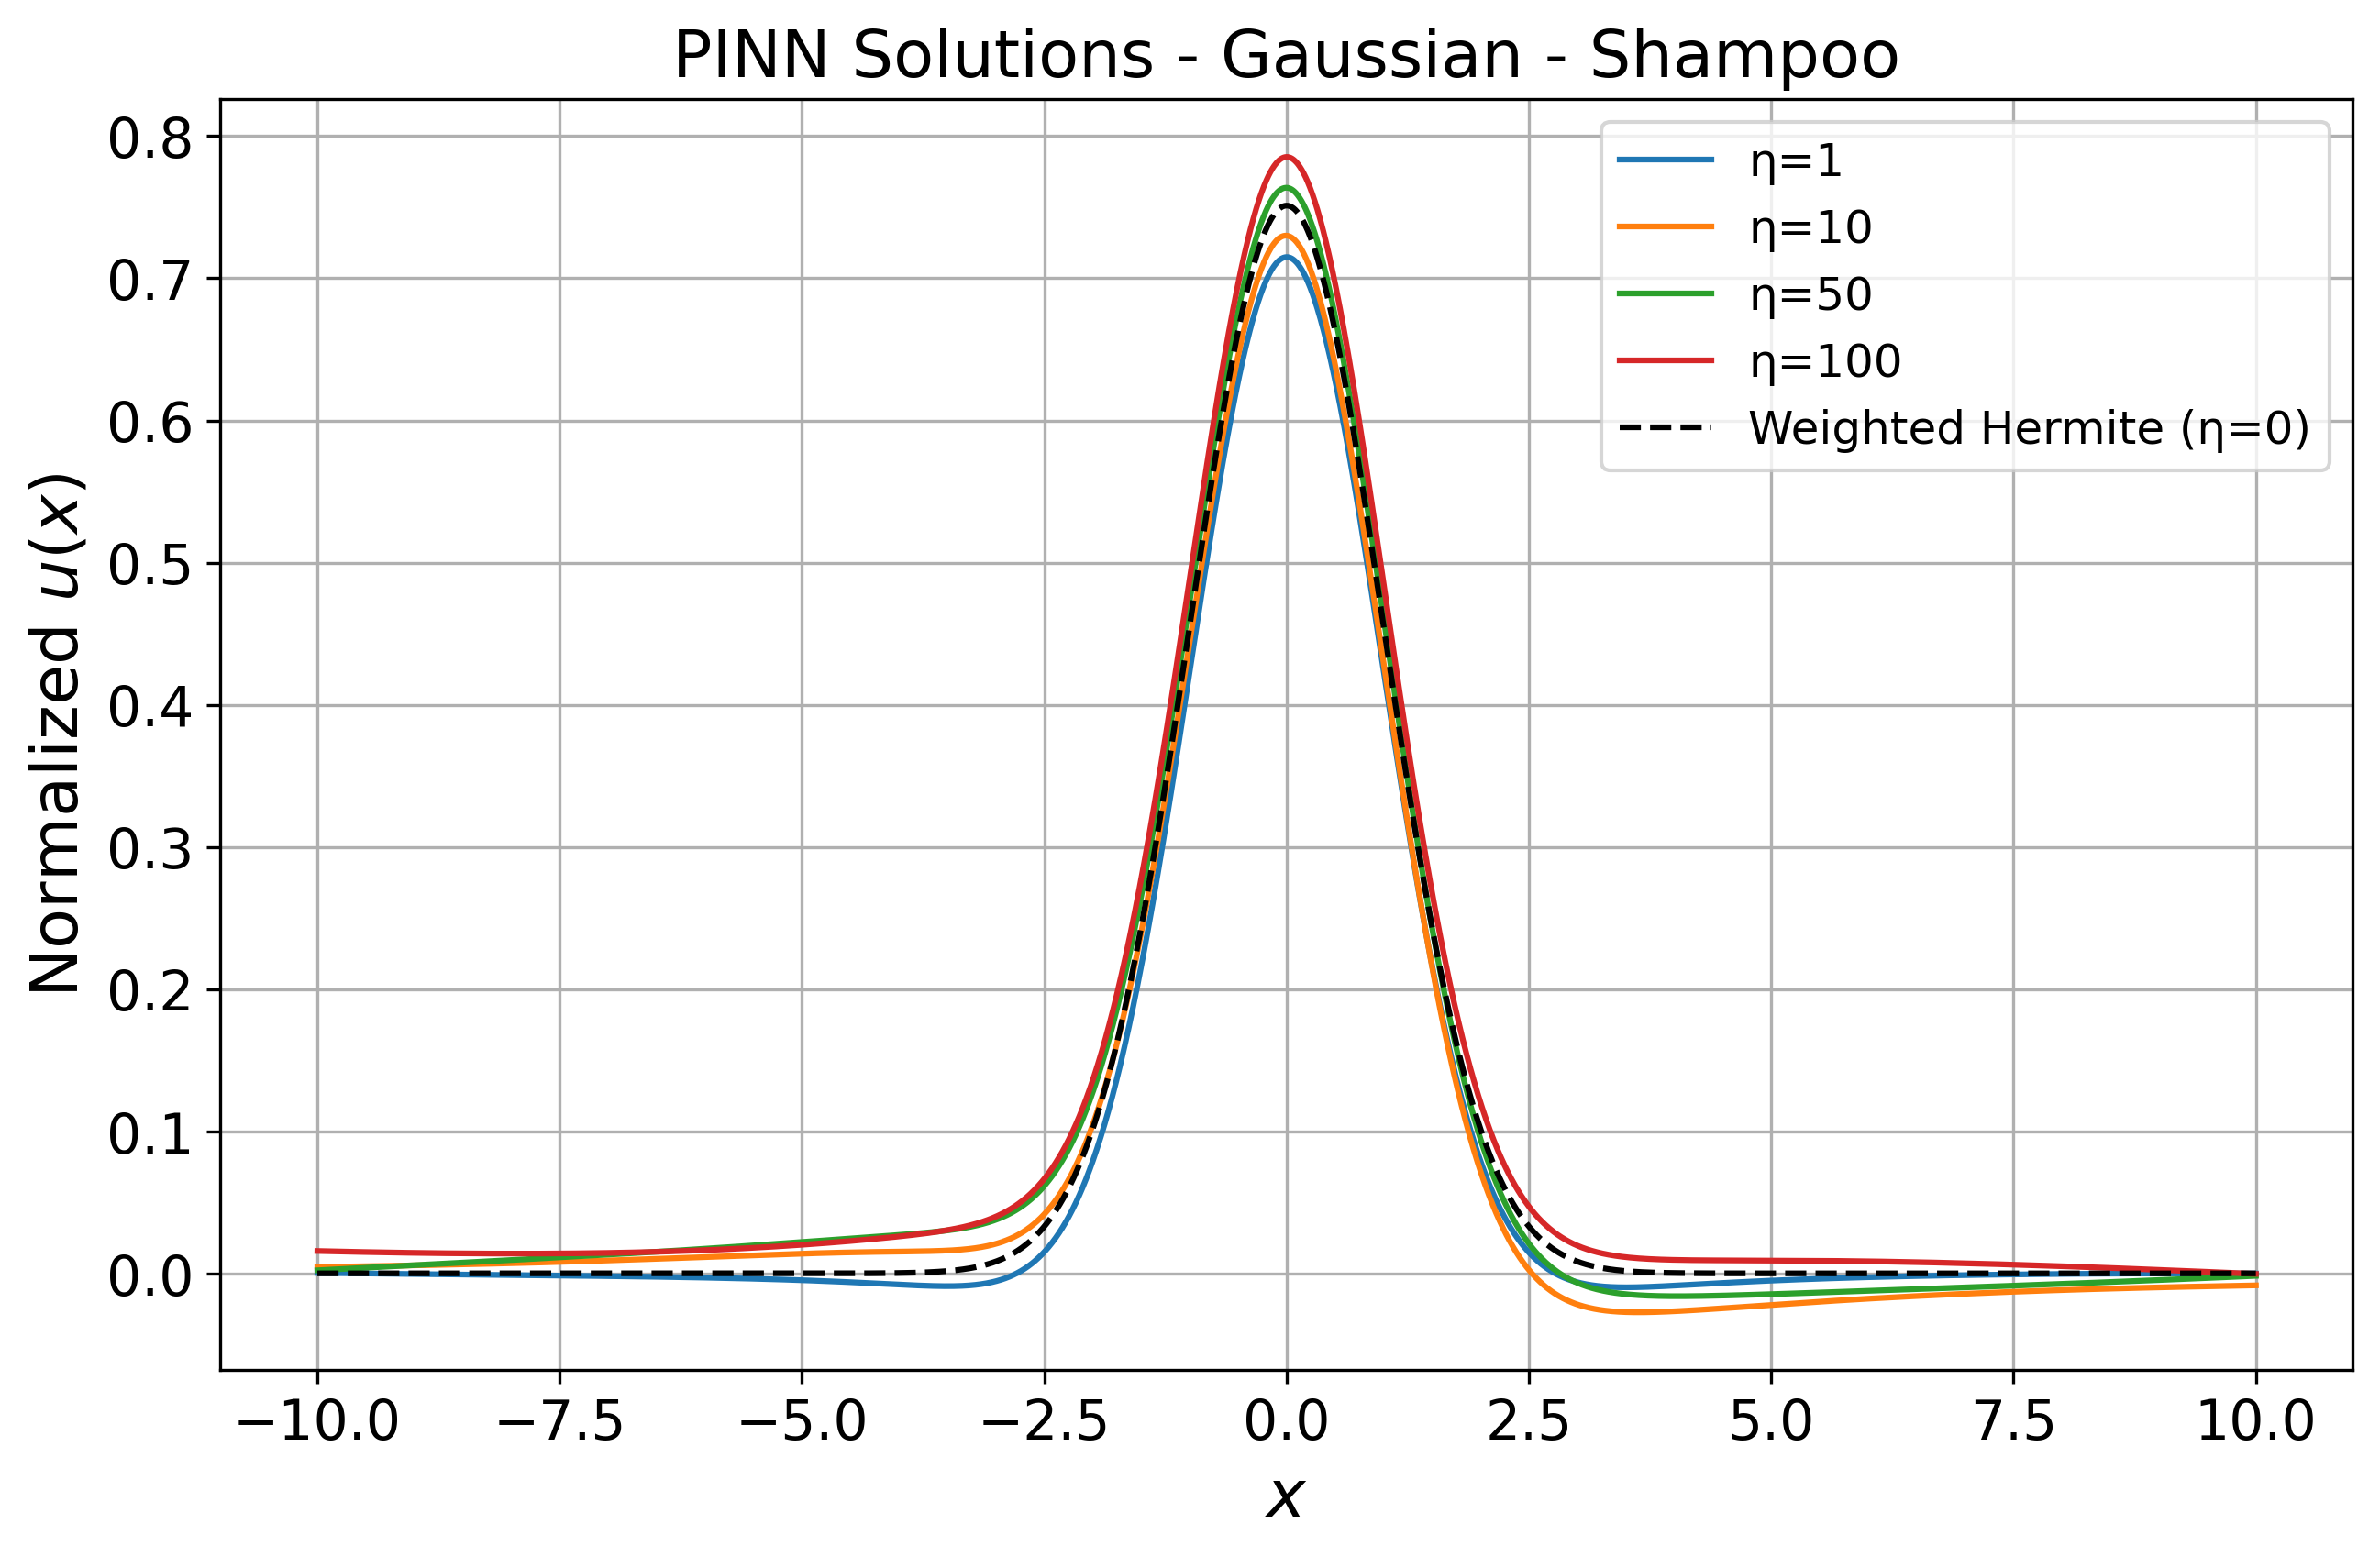 PINN Solutions - Gaussian - Shampoo
Normalized u(x)
0.8
0.7
0.6
0.5
0.4
0.3
0.2
0.1
0.0
η=1
η=10
η=50
η=100
Weighted Hermite (η=0)
−10.0 −7.5 −5.0 −2.5 0.0 2.5 5.0 7.5 10.0
x